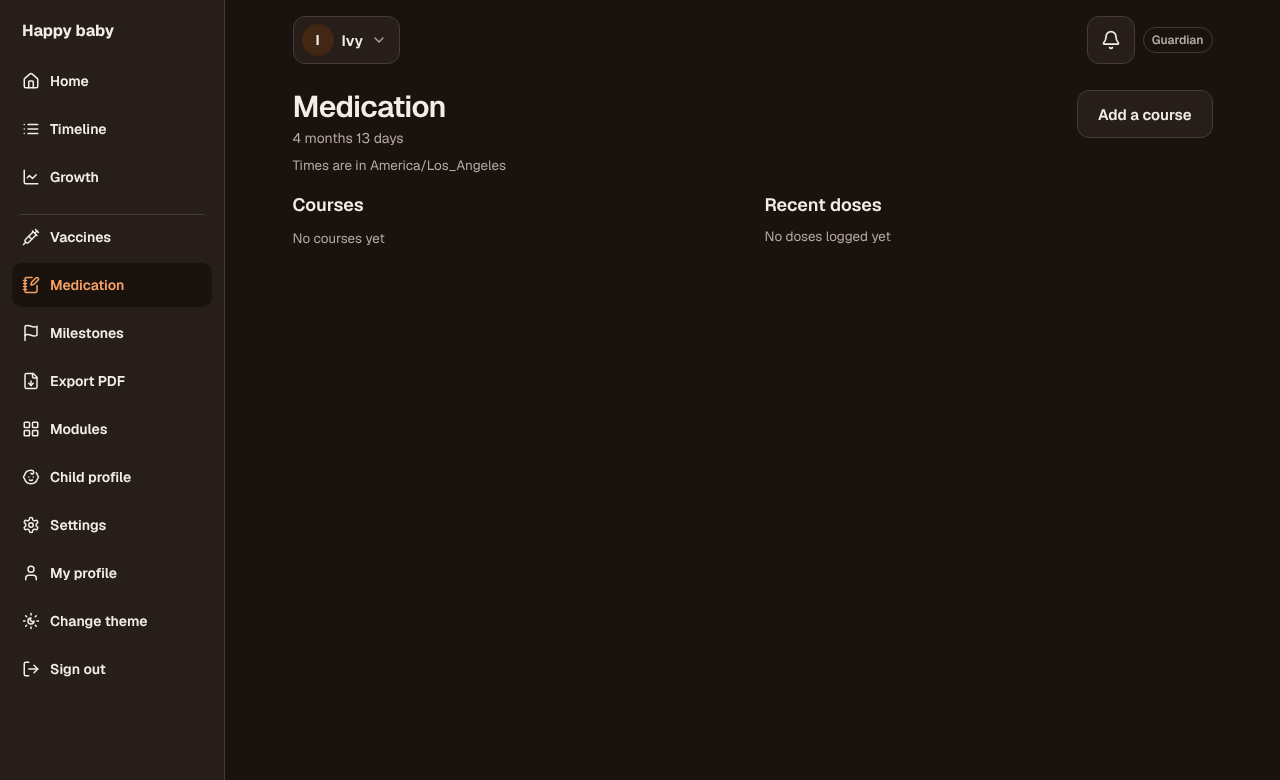 Happy baby
Home
Timeline
Growth
Vaccines
Medication
Milestones
Export PDF
Modules
Child profile
Settings
My profile
Change theme
Sign out
I Ivy
Guardian
Medication
Add a course
4 months 13 days
Times are in America/Los_Angeles
Courses
No courses yet
Recent doses
No doses logged yet